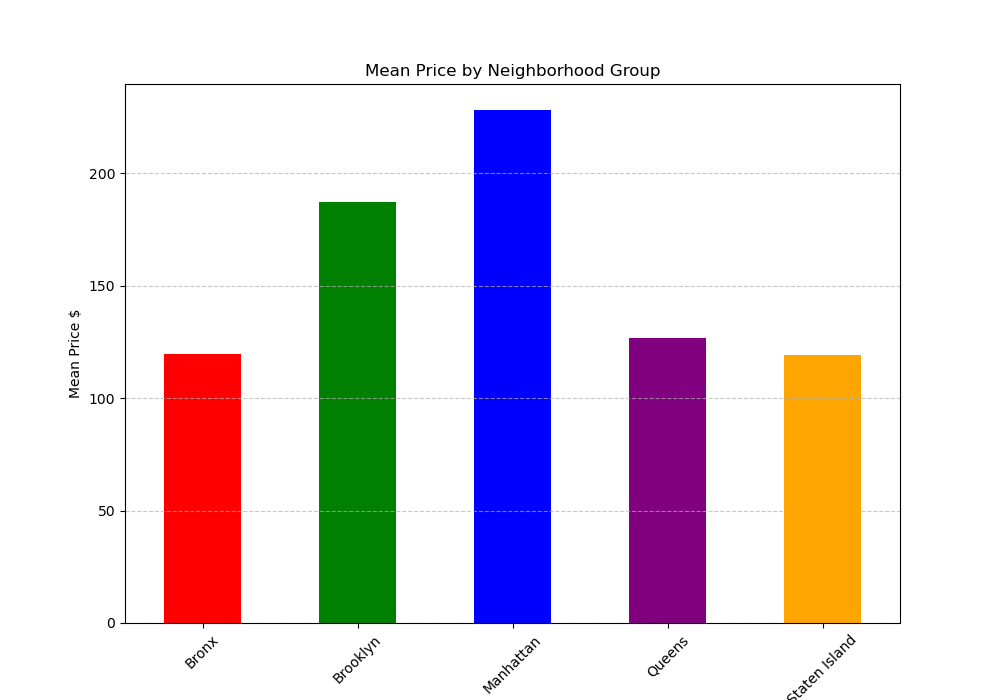 Mean Price by Neighborhood Group
Mean Price $
200
150
100
50
0
Bronx
Brooklyn
Manhattan
Queens
Staten Island